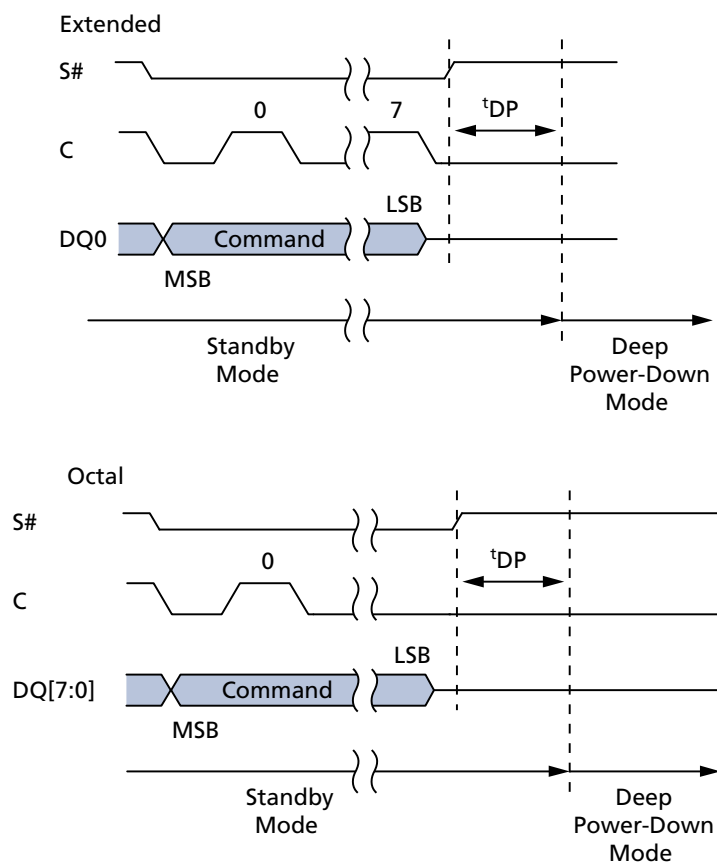 Extended
S#
0 7
tDP
C
LSB
DQ0 Command
MSB
Standby
Mode
Deep
Power-Down
Mode
Octal
S#
0
tDP
C
LSB
DQ[7:0] Command
MSB
Standby
Mode
Deep
Power-Down
Mode